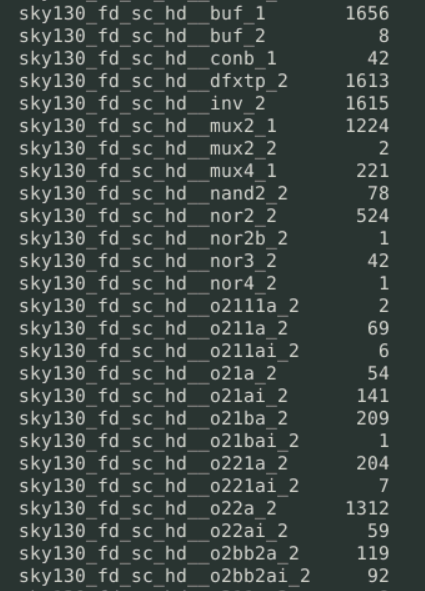 sky130_fd_sc_hd__buf_1 1656
sky130_fd_sc_hd__buf_2 8
sky130_fd_sc_hd__conb_1 42
sky130_fd_sc_hd__dfxtp_2 1613
sky130_fd_sc_hd__inv_2 1615
sky130_fd_sc_hd__mux2_1 1224
sky130_fd_sc_hd__mux2_2 2
sky130_fd_sc_hd__mux4_1 221
sky130_fd_sc_hd__nand2_2 78
sky130_fd_sc_hd__nor2_2 524
sky130_fd_sc_hd__nor2b_2 1
sky130_fd_sc_hd__nor3_2 42
sky130_fd_sc_hd__nor4_2 1
sky130_fd_sc_hd__o2111a_2 2
sky130_fd_sc_hd__o211a_2 69
sky130_fd_sc_hd__o211ai_2 6
sky130_fd_sc_hd__o21a_2 54
sky130_fd_sc_hd__o21ai_2 141
sky130_fd_sc_hd__o21ba_2 209
sky130_fd_sc_hd__o21bai_2 1
sky130_fd_sc_hd__o221a_2 204
sky130_fd_sc_hd__o221ai_2 7
sky130_fd_sc_hd__o22a_2 1312
sky130_fd_sc_hd__o22ai_2 59
sky130_fd_sc_hd__o2bb2a_2 119
sky130_fd_sc_hd__o2bb2ai_2 92